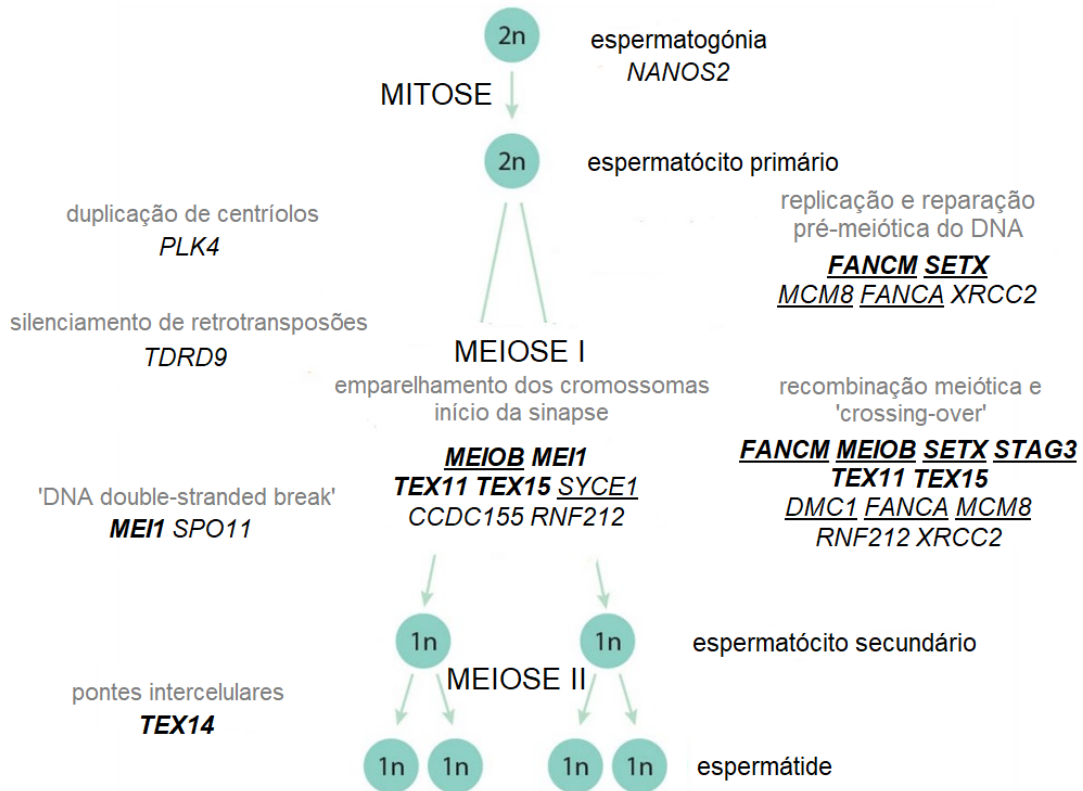 2n
espermatogónia
NANOS2
MITOSE
2n
espermatócito primário
duplicação de centríolos
PLK4
replicação e reparação
pré-meiótica do DNA
FANCM SETX
MCM8 FANCA XRCC2
silenciamento de retrotransposões
TDRD9
MEIOSE I
emparelhamento dos cromossomas
início da sinapse
MEIOB MEI1
TEX11 TEX15 SYCE1
CCDC155 RNF212
recombinação meiótica e
'crossing-over'
FANCM MEIOB SETX STAG3
TEX11 TEX15
DMC1 FANCA MCM8
RNF212 XRCC2
'DNA double-stranded break'
MEI1 SPO11
1n 1n
espermatócito secundário
MEIOSE II
pontes intercelulares
TEX14
1n 1n 1n 1n
espermátide